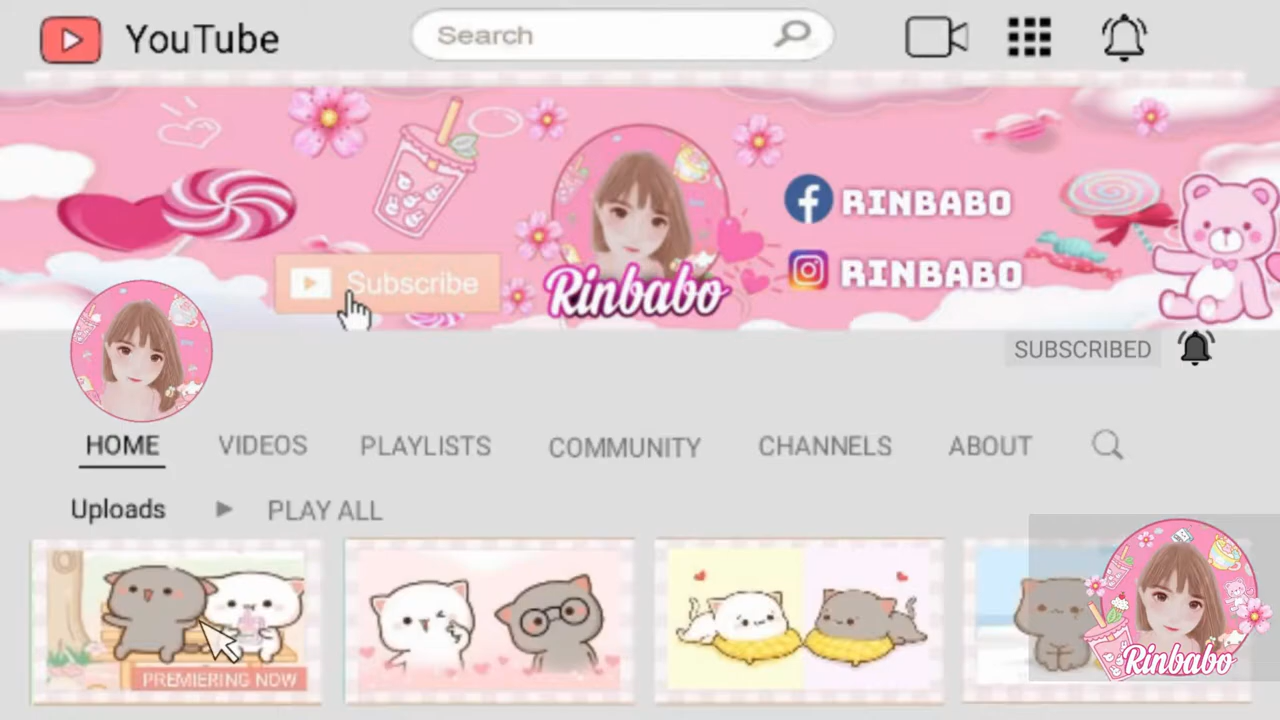 YouTube
Search
RINBABO
RINBABO
Subscribe
Rinbabo
SUBSCRIBED
HOME
VIDEOS
PLAYLISTS
COMMUNITY
CHANNELS
ABOUT
Uploads
PLAY ALL
PREMIERING NOW
Rinbabo